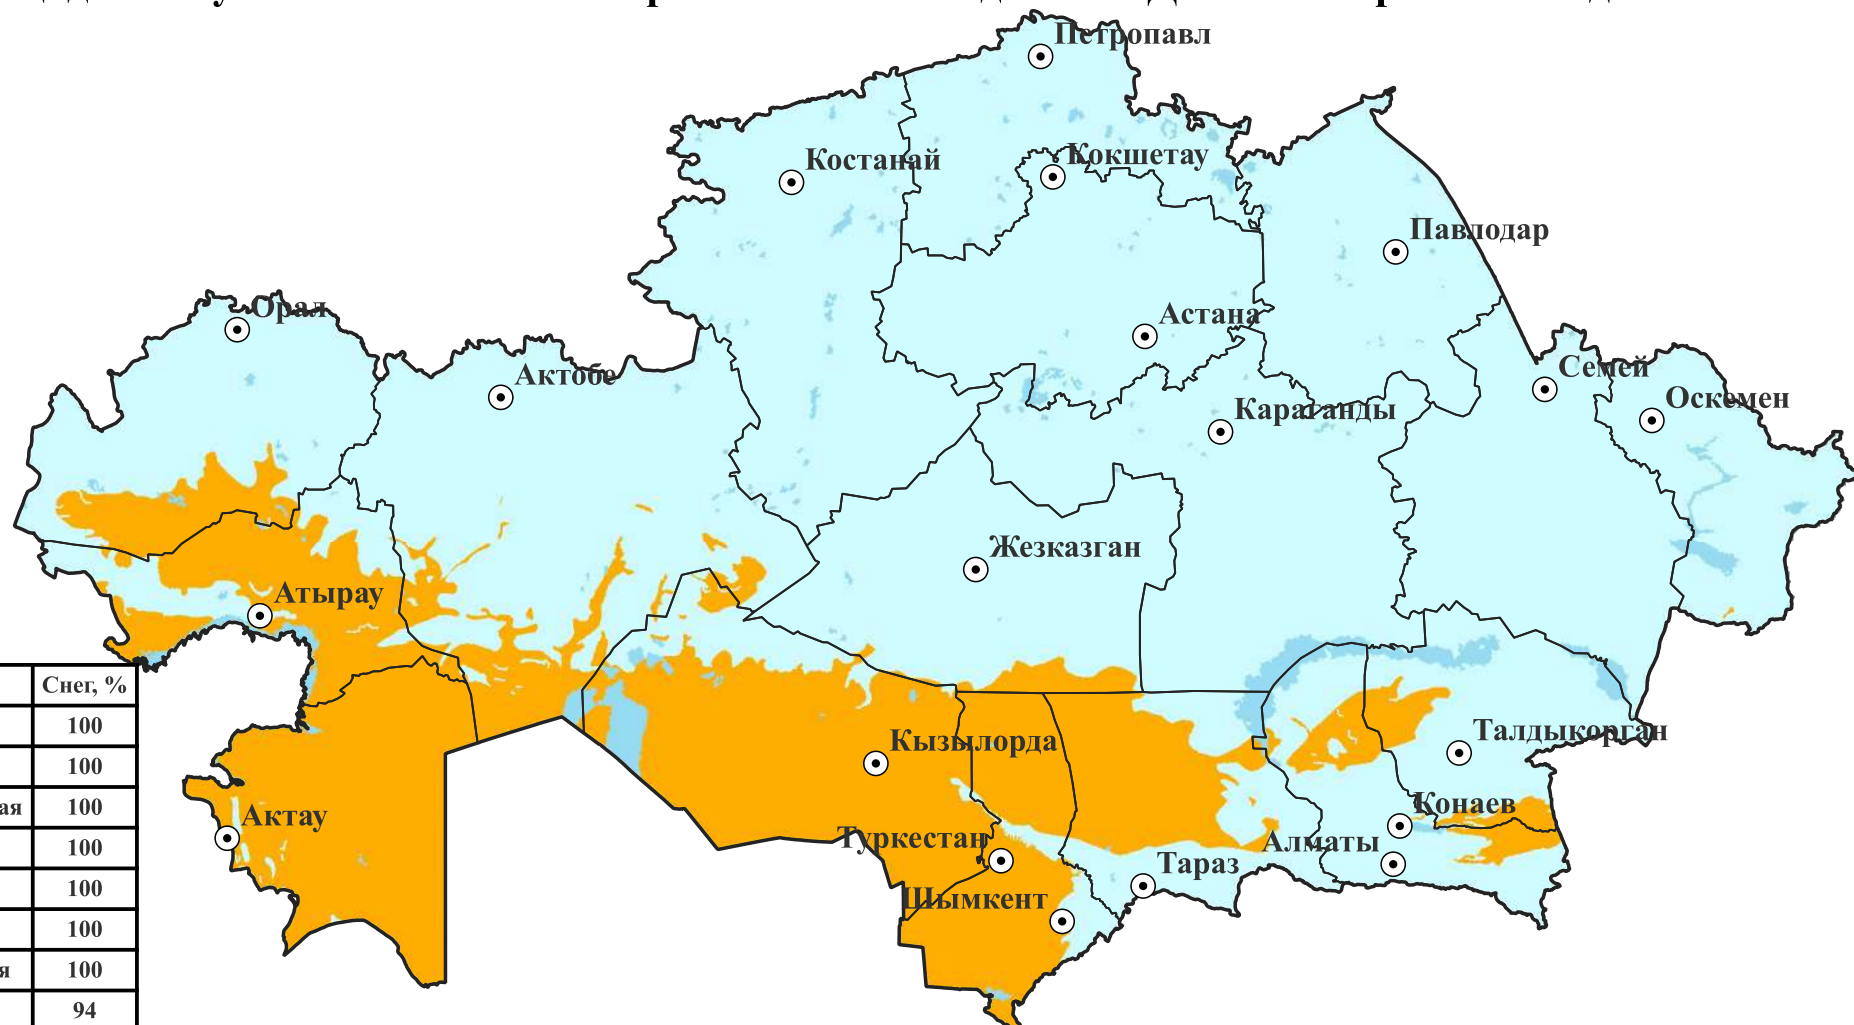 Петропавл
Костанай
Кокшетау
Павлодар
Орал
Астана
Актобе
Семей
Оскемен
Караганды
Жезказган
Атырау
Снег, %
100
100
ая 100
100
100
100
я 100
94
Талдыкорган
Кызылорда
Конаев
Актау
Туркестан
Алматы
Тараз
Шымкент